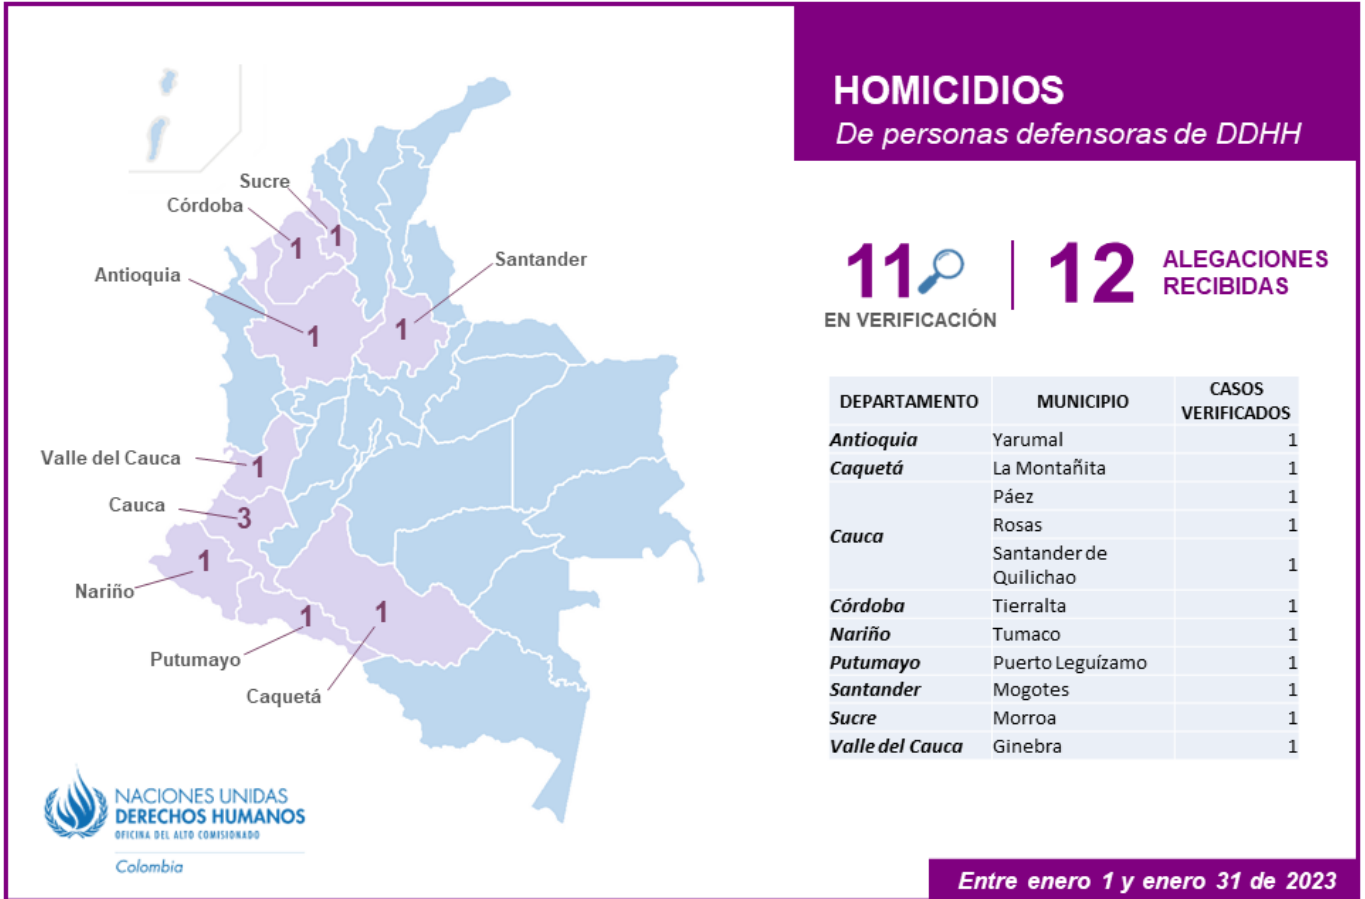 HOMICIDIOS
De personas defensoras de DDHH
Sucre
Córdoba
Antioquia
Santander
Valle del Cauca
Cauca
Nariño
Putumayo
Caquetá
1
1
1
1
1
3
1
1
1
11
EN VERIFICACIÓN
12
ALEGACIONES
RECIBIDAS
DEPARTAMENTO MUNICIPIO CASOS
VERIFICADOS
Antioquia Yarumal 1
Caquetá La Montañita 1
Cauca Páez 1
Rosas 1
Santander de
Quilichao 1
Córdoba Tierralta 1
Nariño Tumaco 1
Putumayo Puerto Leguízamo 1
Santander Mogotes 1
Sucre Morroa 1
Valle del Cauca Ginebra 1
NACIONES UNIDAS
DERECHOS HUMANOS
OFICINA DEL ALTO COMISIONADO
Colombia
Entre enero 1 y enero 31 de 2023